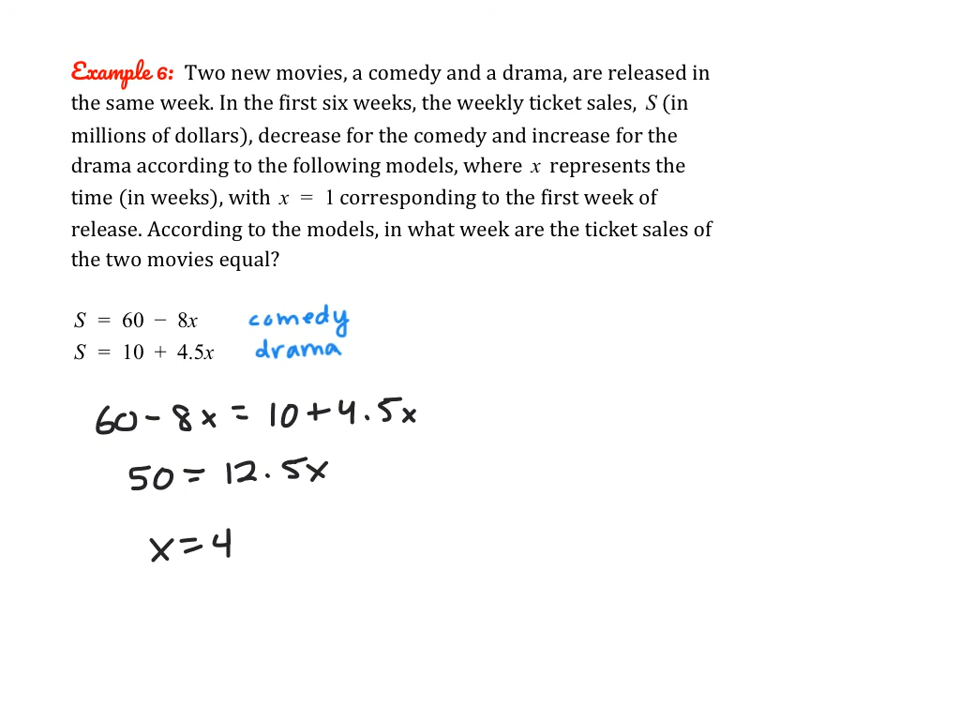 Example 6: Two new movies, a comedy and a drama, are released in
the same week. In the first six weeks, the weekly ticket sales, S (in
millions of dollars), decrease for the comedy and increase for the
drama according to the following models, where x represents the
time (in weeks), with x = 1 corresponding to the first week of
release. According to the models, in what week are the ticket sales of
the two movies equal?
S = 60 − 8x comedy
S = 10 + 4.5x drama
60 - 8x = 10 + 4.5x
50 = 12.5x
x = 4